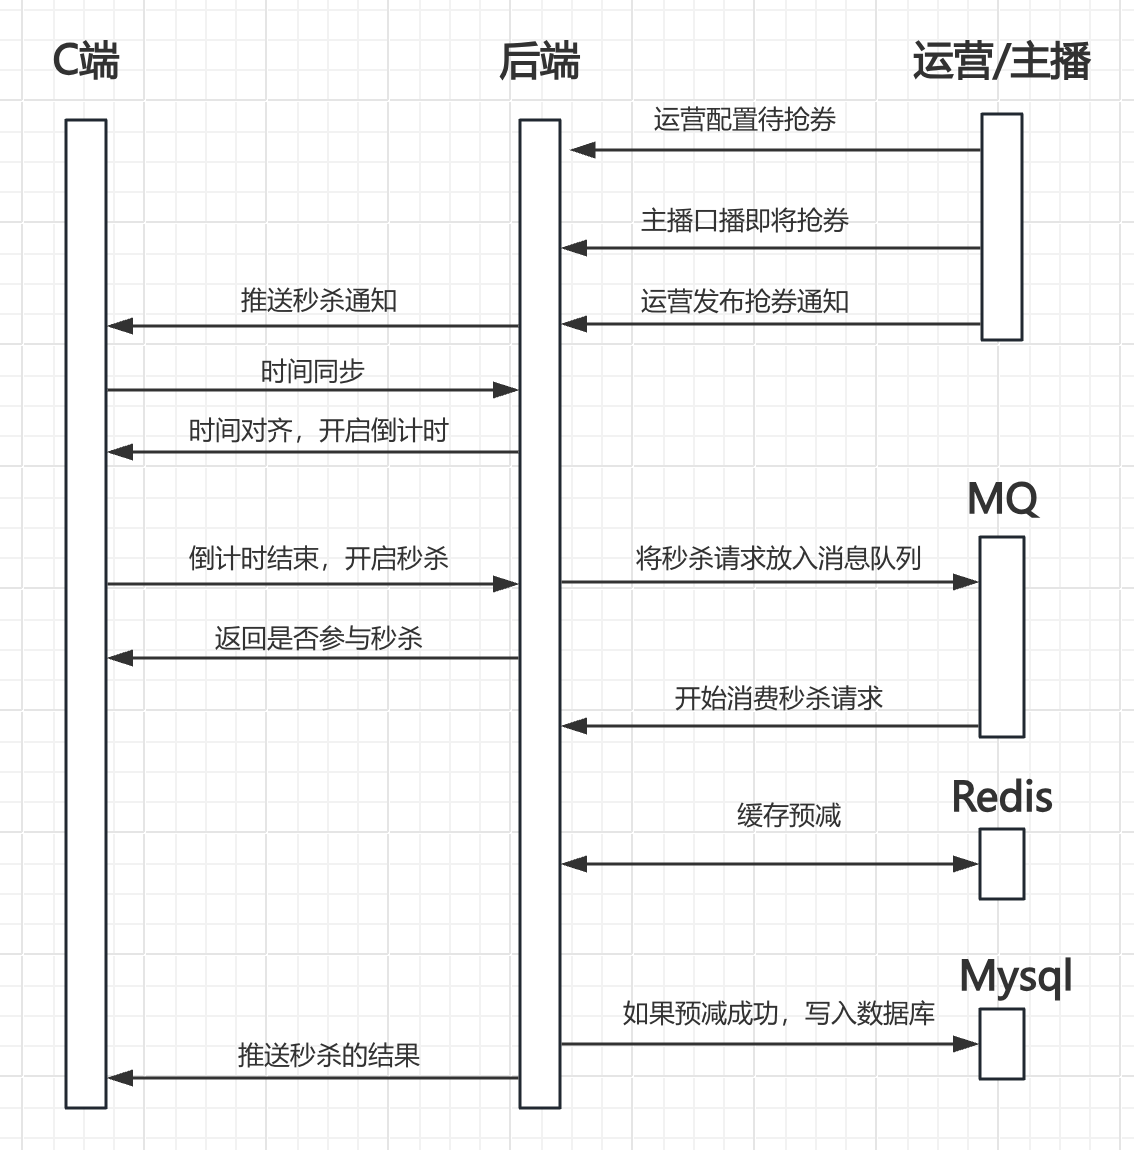 C端
后端
运营/主播
运营配置待抢券
主播口播即将抢券
推送秒杀通知
运营发布抢券通知
时间同步
时间对齐，开启倒计时
MQ
倒计时结束，开启秒杀
将秒杀请求放入消息队列
返回是否参与秒杀
开始消费秒杀请求
Redis
缓存预减
Mysql
如果预减成功，写入数据库
推送秒杀的结果